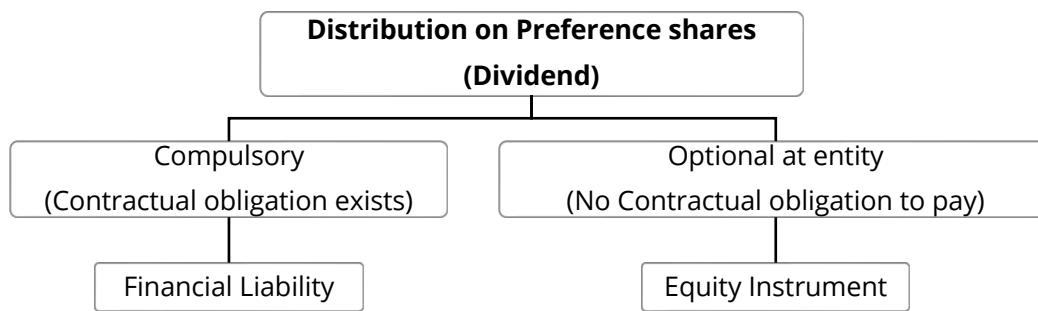 Distribution on Preference shares
(Dividend)
Compulsory
(Contractual obligation exists)
Optional at entity
(No Contractual obligation to pay)
Financial Liability
Equity Instrument